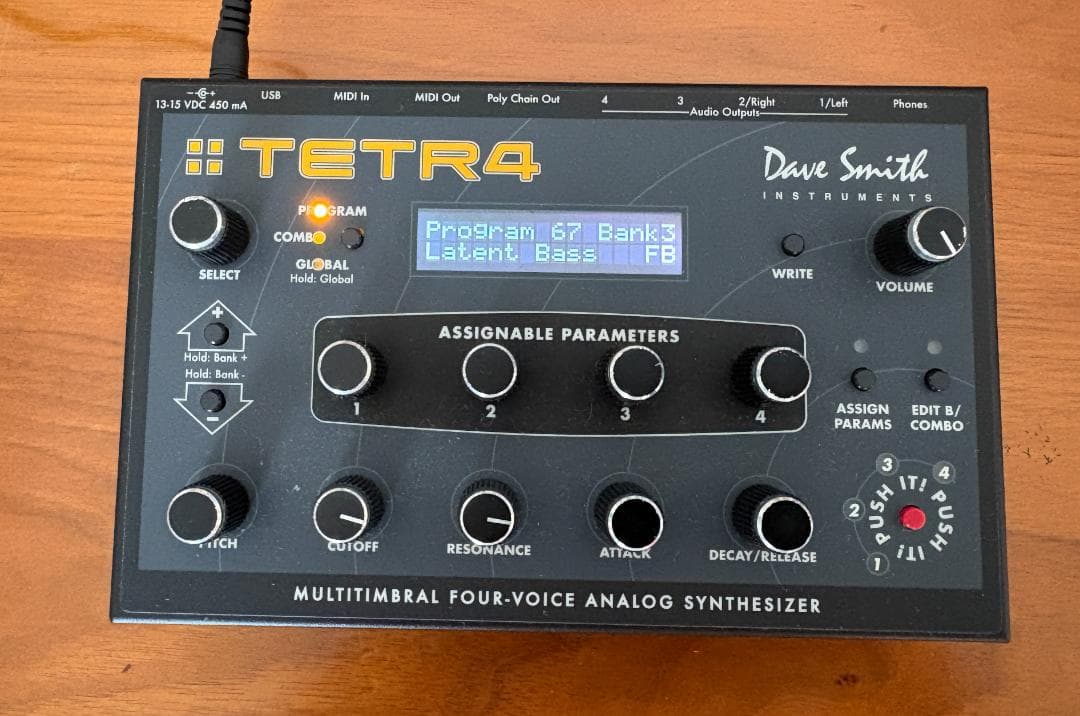 13-15 VDC 450 mA
USB
MIDI In
MIDI Out
Poly Chain Out
4
3
2/Right
1/Left
Audio Outputs
Phones
TETR4
Dave Smith
INSTRUMENTS
PROGRAM
COMBO
GLOBAL
Hold: Global
SELECT
Program 67 Bank3
Latent Bass FB
WRITE
VOLUME
+
Hold: Bank +
Hold: Bank -
-
ASSIGNABLE PARAMETERS
1
2
3
4
ASSIGN
PARAMS
EDIT B/
COMBO
PITCH
CUTOFF
RESONANCE
ATTACK
DECAY/RELEASE
1
2
3
4
PUSH IT!
PUSH IT!
MULTITIMBRAL FOUR-VOICE ANALOG SYNTHESIZER